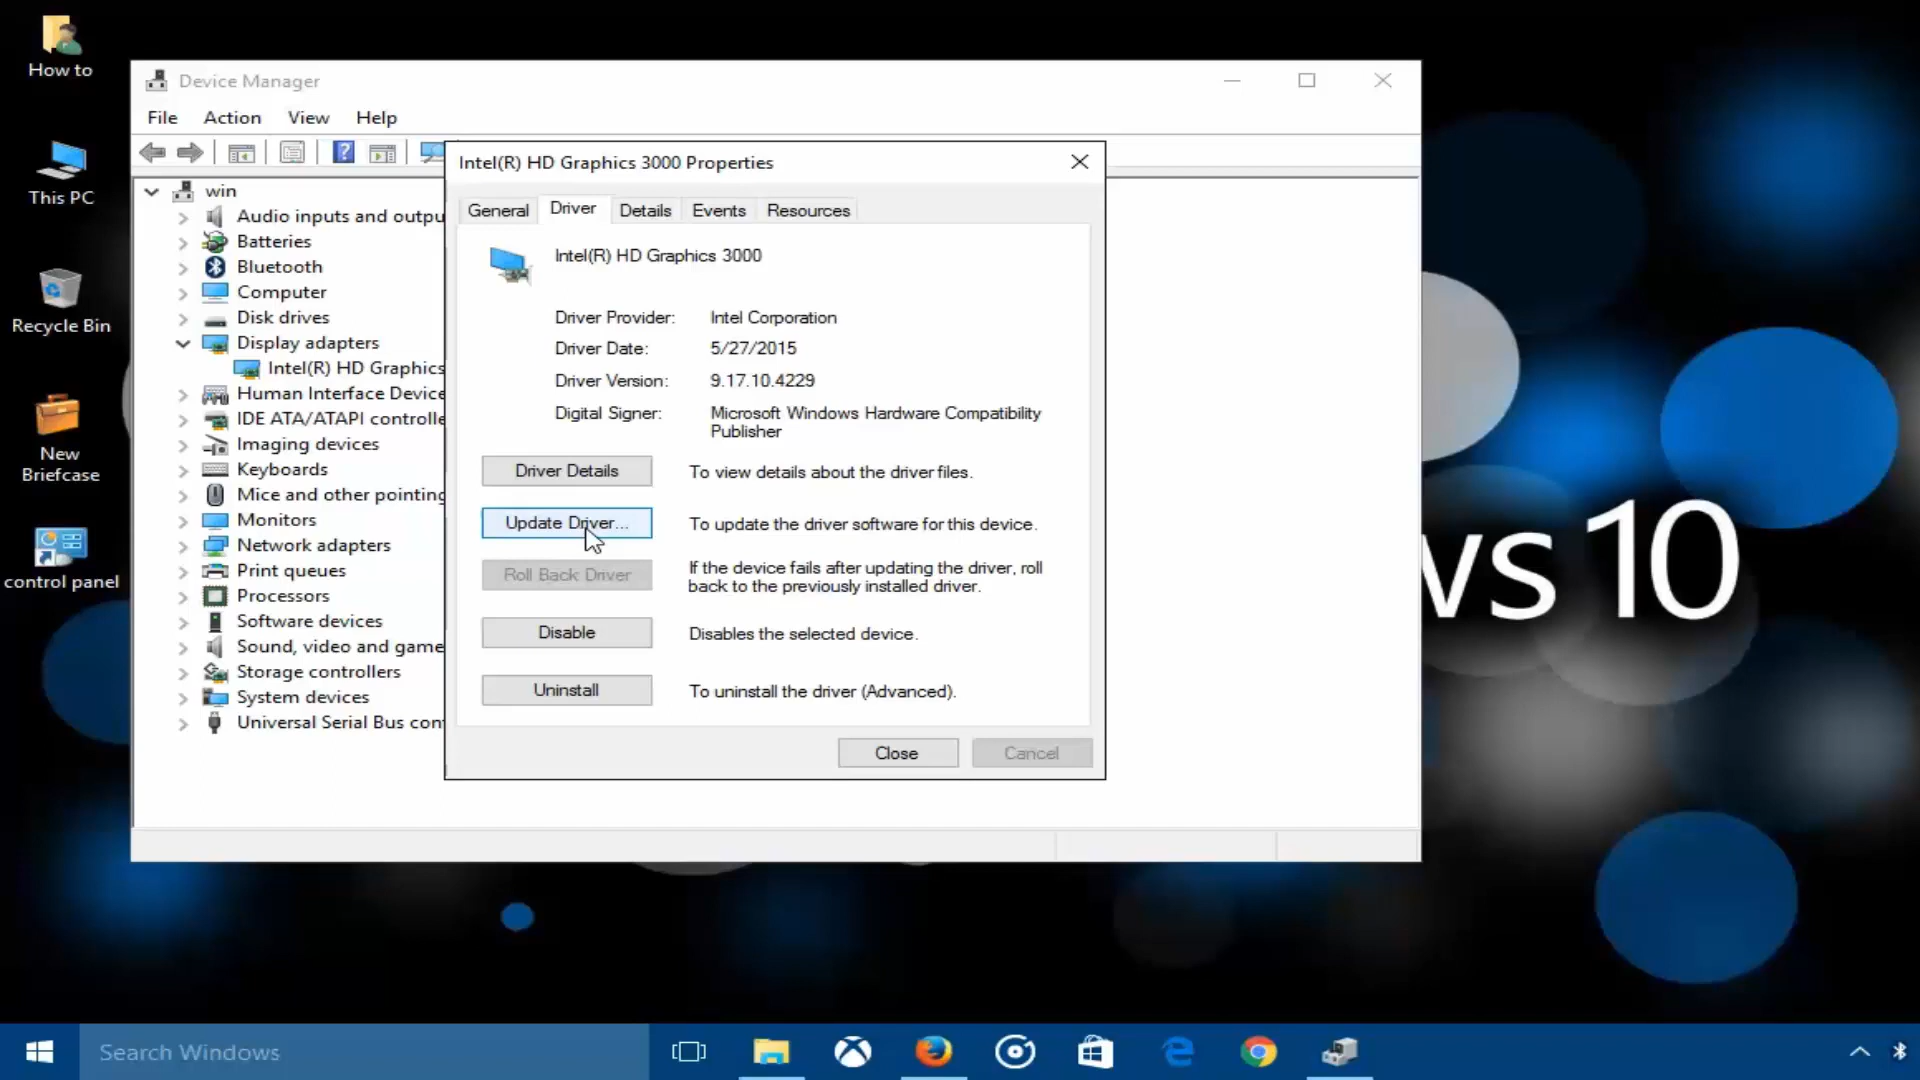 How to
This PC
Recycle Bin
New
Briefcase
control panel
Device Manager
File Action View Help
win
Audio inputs and outpu
Batteries
Bluetooth
Computer
Disk drives
Display adapters
Intel(R) HD Graphics
Human Interface Device
IDE ATA/ATAPI controlle
Imaging devices
Keyboards
Mice and other pointing
Monitors
Network adapters
Print queues
Processors
Software devices
Sound, video and game
Storage controllers
System devices
Universal Serial Bus con
Intel(R) HD Graphics 3000 Properties
General Driver Details Events Resources
Intel(R) HD Graphics 3000
Driver Provider: Intel Corporation
Driver Date: 5/27/2015
Driver Version: 9.17.10.4229
Digital Signer: Microsoft Windows Hardware Compatibility
Publisher
Driver Details To view details about the driver files.
Update Driver... To update the driver software for this device.
Roll Back Driver If the device fails after updating the driver, roll
back to the previously installed driver.
Disable Disables the selected device.
Uninstall To uninstall the driver (Advanced).
Close Cancel
ws 10
Search Windows